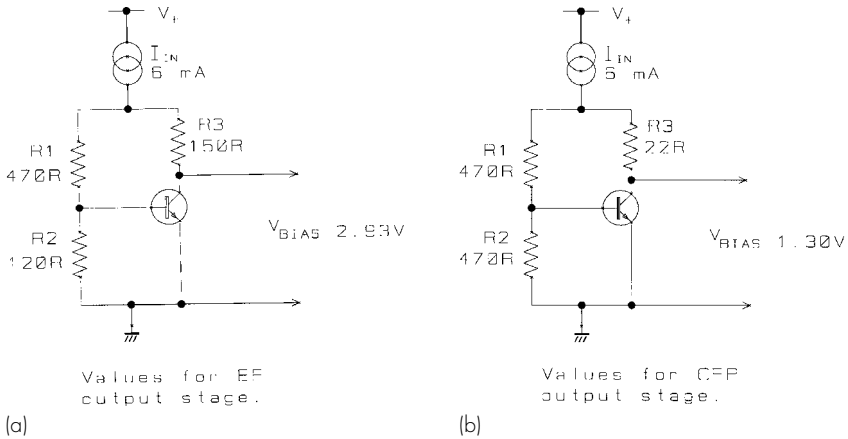 V+
I_IN
6 mA
R3
150R
R1
470R
R2
120R
V_BIAS 2.93V
Values for EF
output stage.
(a)
V+
I_IN
6 mA
R3
22R
R1
470R
R2
470R
V_BIAS 1.30V
Values for CFP
output stage.
(b)